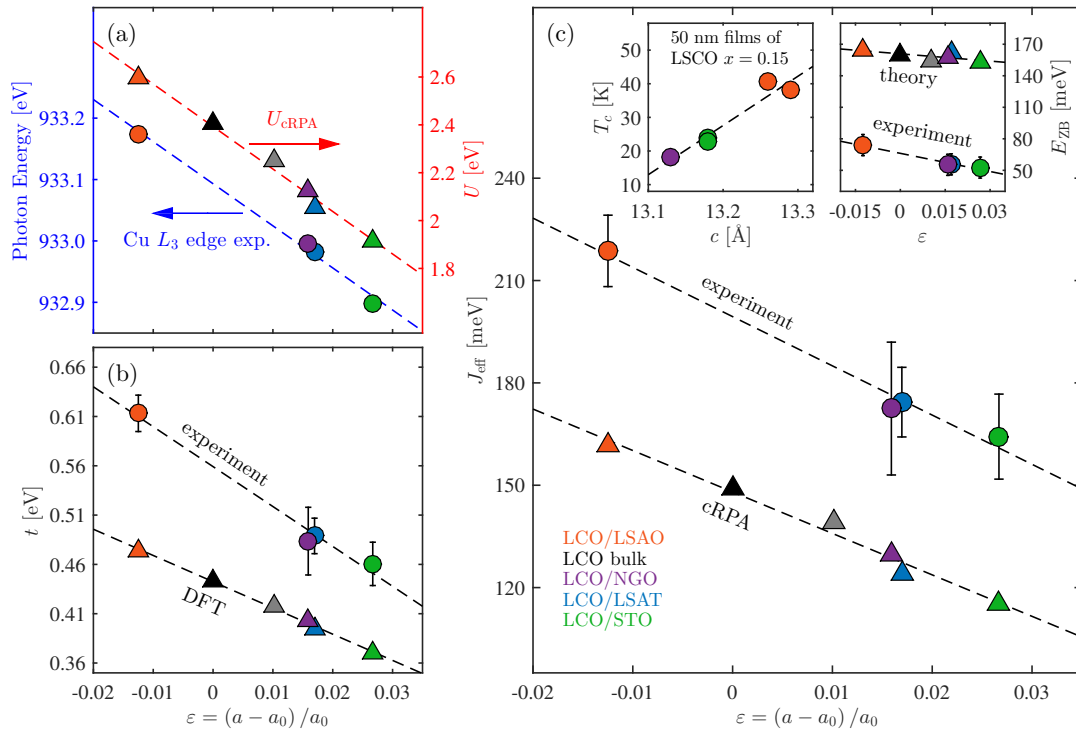 (a)
Photon Energy [eV]
933.2
933.1
933.0
932.9
U_cRPA
Cu L_3 edge exp.
2.6
2.4
2.2
2
1.8
U [eV]
(b)
t [eV]
0.66
0.61
0.56
0.51
0.46
0.41
0.36
experiment
DFT
-0.02
-0.01
0
0.01
0.02
0.03
ε = (a − a_0) /a_0
(c)
J_eff [meV]
240
210
180
150
120
experiment
cRPA
LCO/LSAO
LCO bulk
LCO/NGO
LCO/LSAT
LCO/STO
-0.02
-0.01
0
0.01
0.02
0.03
ε = (a − a_0) /a_0
50 nm films of
LSCO x = 0.15
T_c [K]
50
40
30
20
10
13.1
13.2
13.3
c [Å]
theory
experiment
170
140
110
80
50
E_ZB [meV]
-0.015
0
0.015
0.03
ε